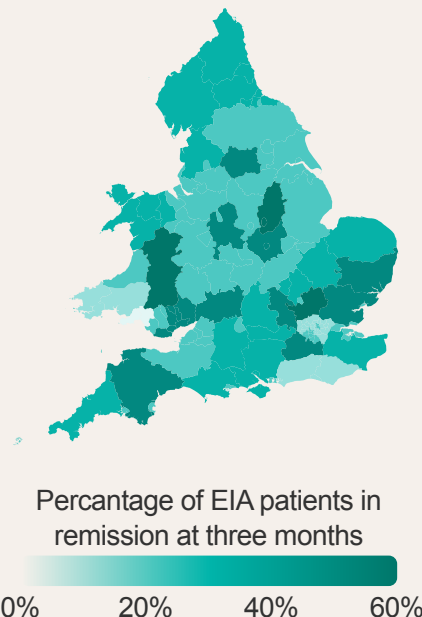 Percantage of EIA patients in
remission at three months
0% 20% 40% 60%